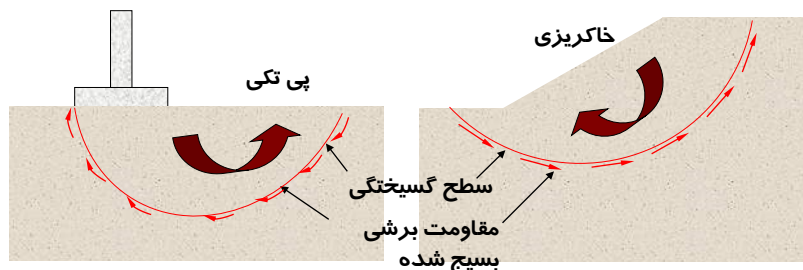 خاکریزی
پی تکی
سطح گسیختگی
مقاومت برشی
بسیج شده